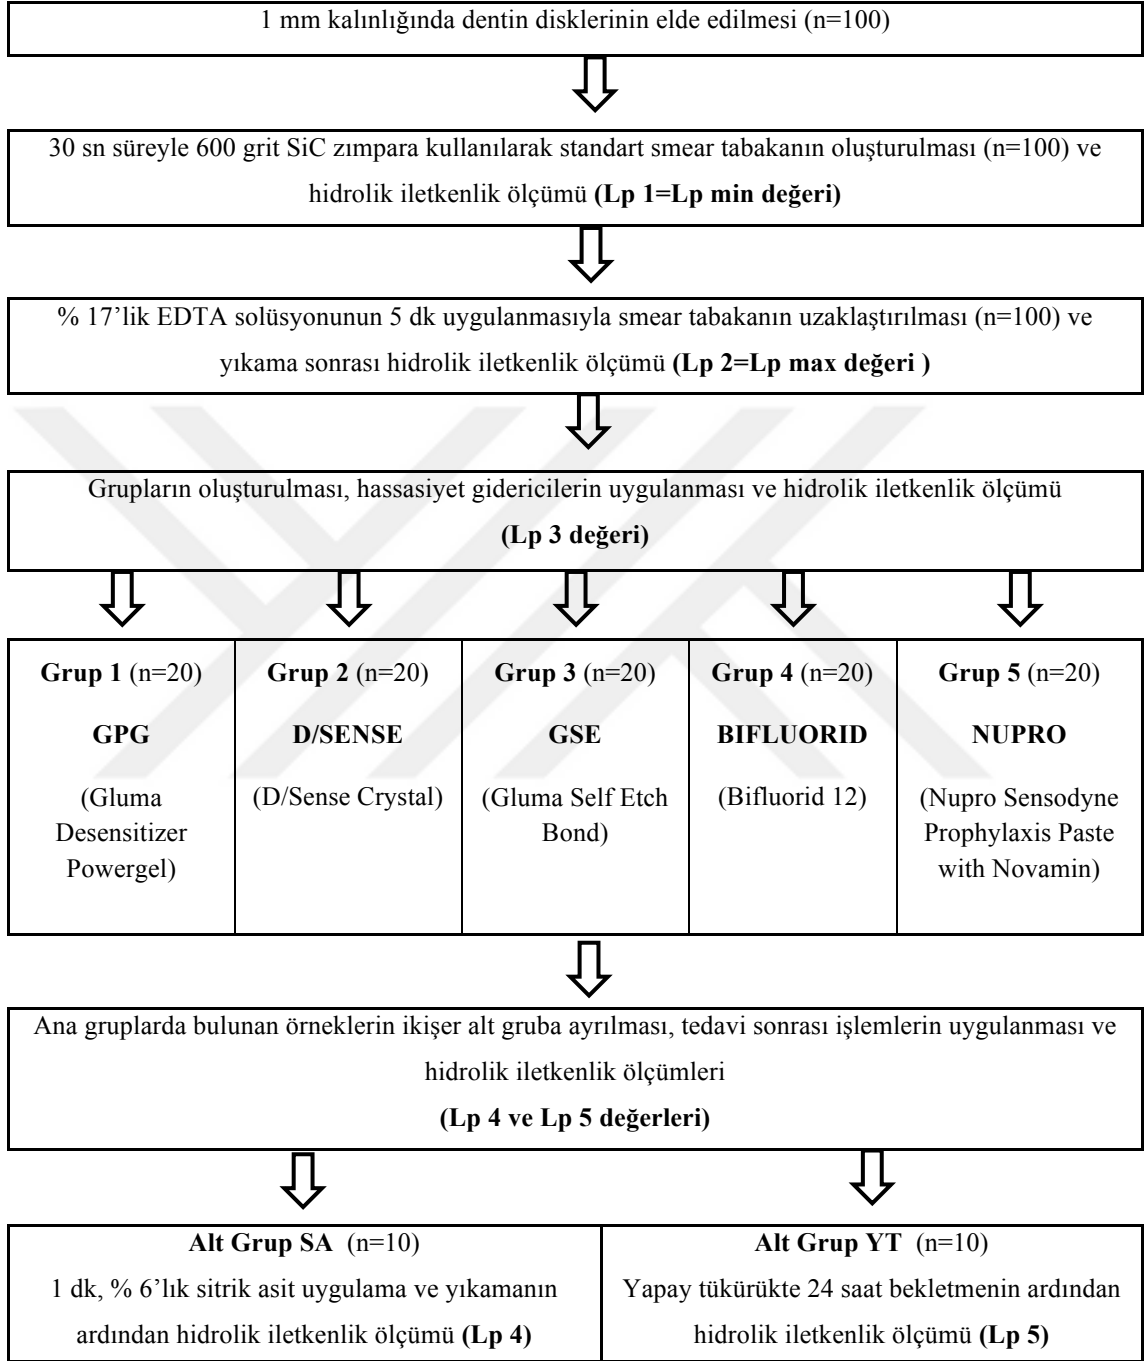 1 mm kalınlığında dentin disklerinin elde edilmesi (n=100)
30 sn süreyle 600 grit SiC zımpara kullanılarak standart smear tabakanın oluşturulması (n=100) ve
hidrolik iletkenlik ölçümü (Lp 1=Lp min değeri)
% 17’lik EDTA solüsyonunun 5 dk uygulanmasıyla smear tabakanın uzaklaştırılması (n=100) ve
yıkama sonrası hidrolik iletkenlik ölçümü (Lp 2=Lp max değeri )
Grupların oluşturulması, hassasiyet gidericilerin uygulanması ve hidrolik iletkenlik ölçümü
(Lp 3 değeri)
Grup 1 (n=20)
GPG
(Gluma
Desensitizer
Powergel)
Grup 2 (n=20)
D/SENSE
(D/Sense Crystal)
Grup 3 (n=20)
GSE
(Gluma Self Etch
Bond)
Grup 4 (n=20)
BIFLUORID
(Bifluorid 12)
Grup 5 (n=20)
NUPRO
(Nupro Sensodyne
Prophylaxis Paste
with Novamin)
Ana gruplarda bulunan örneklerin ikişer alt gruba ayrılması, tedavi sonrası işlemlerin uygulanması ve
hidrolik iletkenlik ölçümleri
(Lp 4 ve Lp 5 değerleri)
Alt Grup SA (n=10)
1 dk, % 6’lık sitrik asit uygulama ve yıkamanın
ardından hidrolik iletkenlik ölçümü (Lp 4)
Alt Grup YT (n=10)
Yapay tükürükte 24 saat bekletmenin ardından
hidrolik iletkenlik ölçümü (Lp 5)